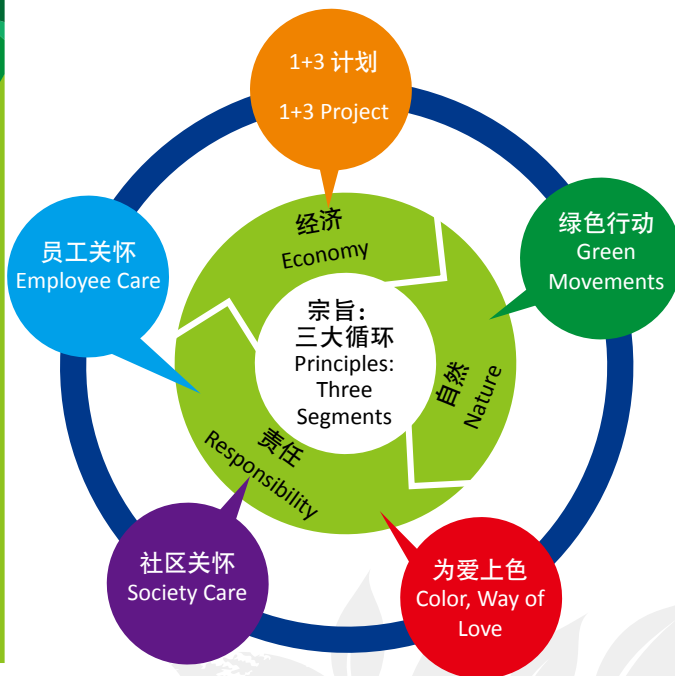 1+3 计划
1+3 Project
绿色行动
Green
Movements
员工关怀
Employee Care
经济
Economy
宗旨：
三大循环
Principles:
Three
Segments
自然
Nature
责任
Responsibility
社区关怀
Society Care
为爱上色
Color, Way of
Love